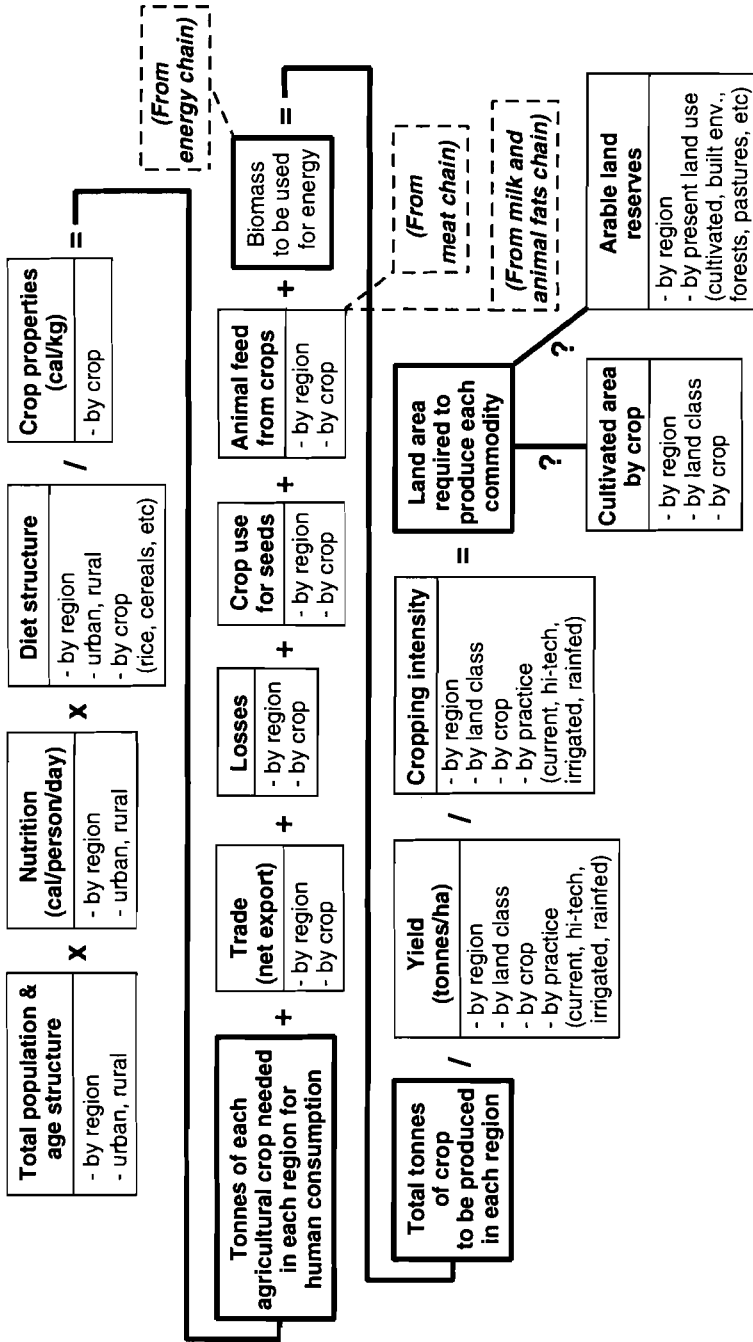 Total population &
age structure
- by region
- urban, rural
X
Nutrition
(cal/person/day)
- by region
- urban, rural
X
Diet structure
- by region
- urban, rural
- by crop
(rice, cereals, etc)
/
Crop properties
(cal/kg)
- by crop
=
Tonnes of each
agricultural crop needed
in each region for
human consumption
+
Trade
(net export)
- by region
- by crop
+
Losses
- by region
- by crop
+
Crop use
for seeds
- by region
- by crop
+
Animal feed
from crops
- by region
- by crop
+
Biomass
to be used
for energy
=
(From
energy chain)
(From
meat chain)
(From milk and
animal fats chain)
Total tonnes
of crop
to be produced
in each region
/
Yield
(tonnes/ha)
- by region
- by land class
- by crop
- by practice
(current, hi-tech,
irrigated, rainfed)
/
Cropping intensity
- by region
- by land class
- by crop
- by practice
(current, hi-tech,
irrigated, rainfed)
=
Land area
required to
produce each
commodity
?
?
Cultivated area
by crop
- by region
- by land class
- by crop
Arable land
reserves
- by region
- by present land use
(cultivated, built env.,
forests, pastures, etc)